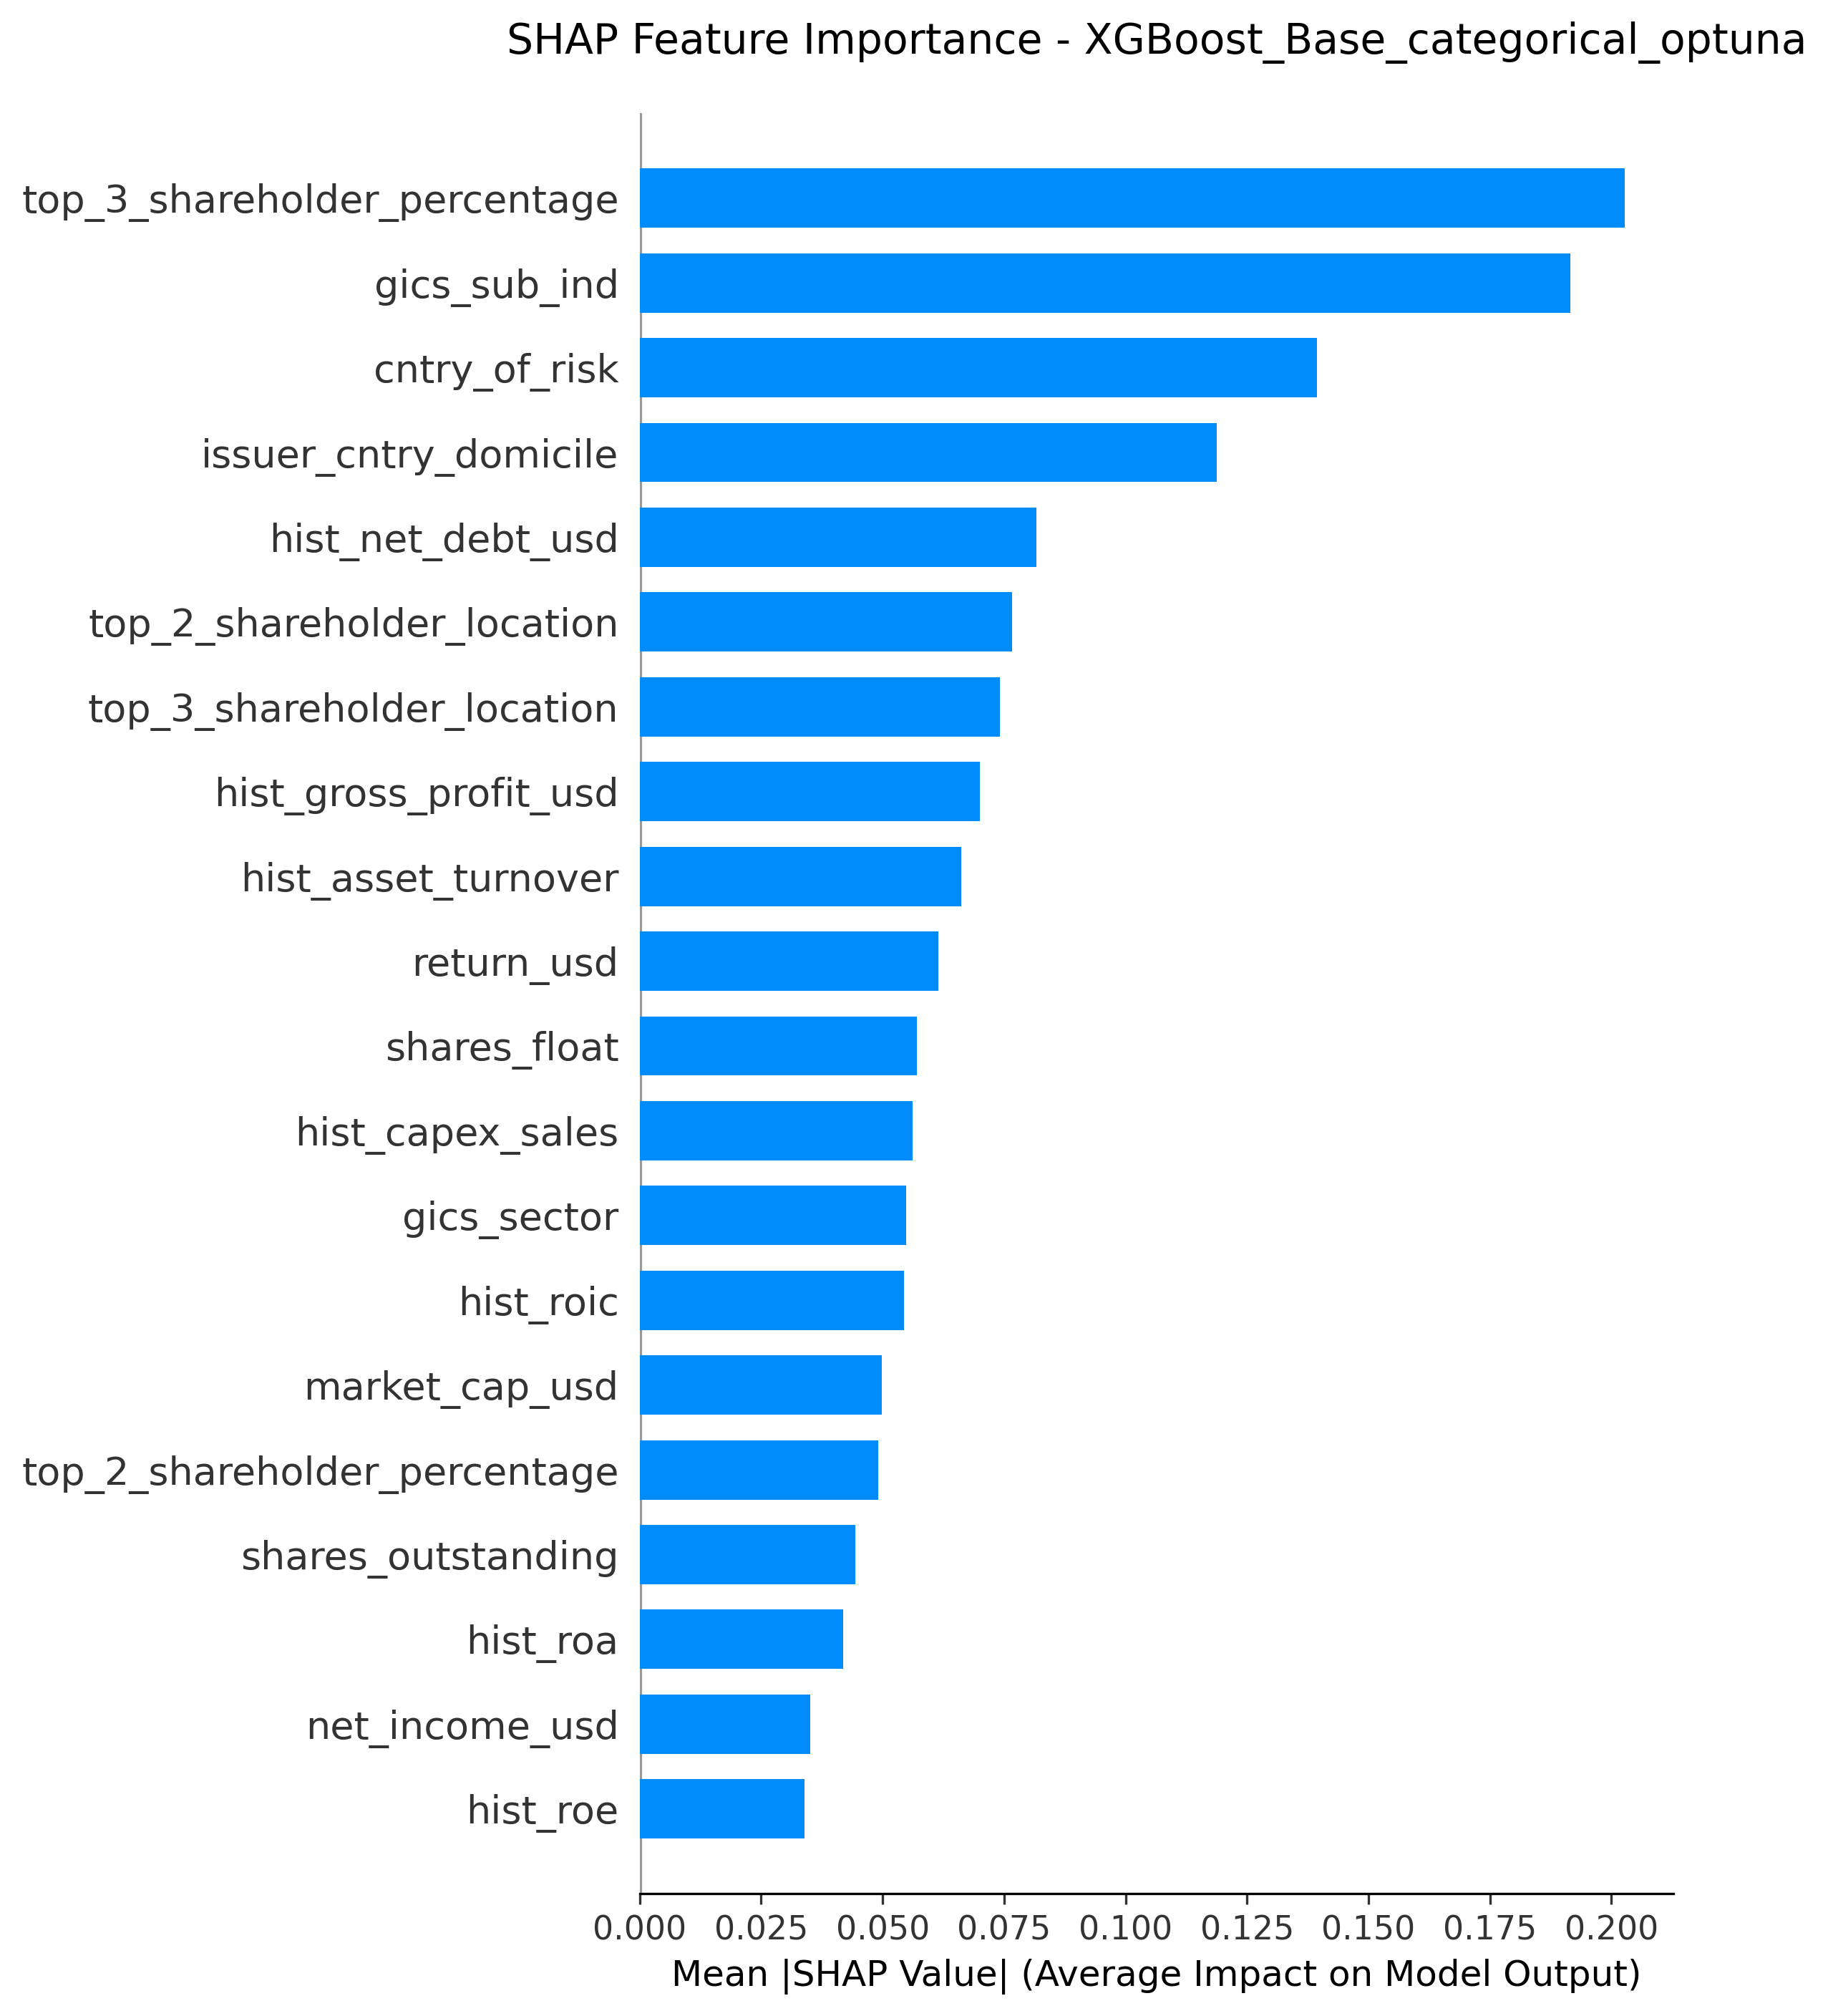 SHAP Feature Importance - XGBoost_Base_categorical_optuna
top_3_shareholder_percentage
gics_sub_ind
cntry_of_risk
issuer_cntry_domicile
hist_net_debt_usd
top_2_shareholder_location
top_3_shareholder_location
hist_gross_profit_usd
hist_asset_turnover
return_usd
shares_float
hist_capex_sales
gics_sector
hist_roic
market_cap_usd
top_2_shareholder_percentage
shares_outstanding
hist_roa
net_income_usd
hist_roe
0.000 0.025 0.050 0.075 0.100 0.125 0.150 0.175 0.200
Mean |SHAP Value| (Average Impact on Model Output)